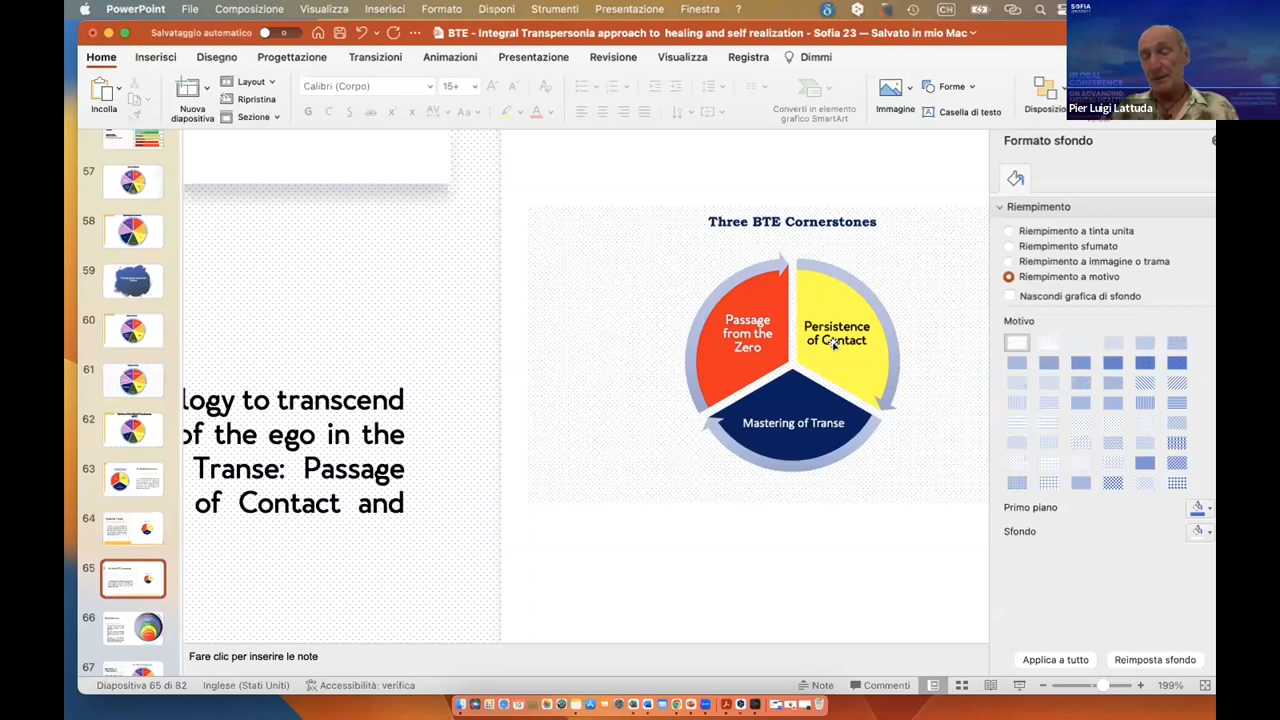 PowerPoint File Composizione Visualizza Inserisci Formato Disponi Strumenti Presentazione Finestra ? CH
Salvataggio automatico BTE - Integral Transpersonla approach to healing and self realization - Sofia 23 — Salvato in mio Mac
Home Inserisci Disegno Progettazione Transizioni Animazioni Presentazione Revisione Visualizza Registra Dimmi
Incolla Nuova diapositiva Layout Ripristina Sezione Calibri (Corpo) 15+ Converti in elemento grafico SmartArt Immagine Forme Casella di testo
SOFIA
GLOBAL
CONFERENCE
Pier Luigi Lattuda
57
58
59
60
61
62
63
64
65
66
67
logy to transcend
of the ego in the
Transe: Passage
of Contact and
Three BTE Cornerstones
Passage
from the
Zero
Persistence
of Contact
Mastering of Transe
Formato sfondo
Riempimento
Riempimento a tinta unita
Riempimento sfumato
Riempimento a immagine o trama
Riempimento a motivo
Nascondi grafica di sfondo
Motivo
Primo piano
Sfondo
Applica a tutto Reimposta sfondo
Fare clic per inserire le note
Diapositiva 65 di 82 Inglese (Stati Uniti) Accessibilità: verifica Note Commenti 199%